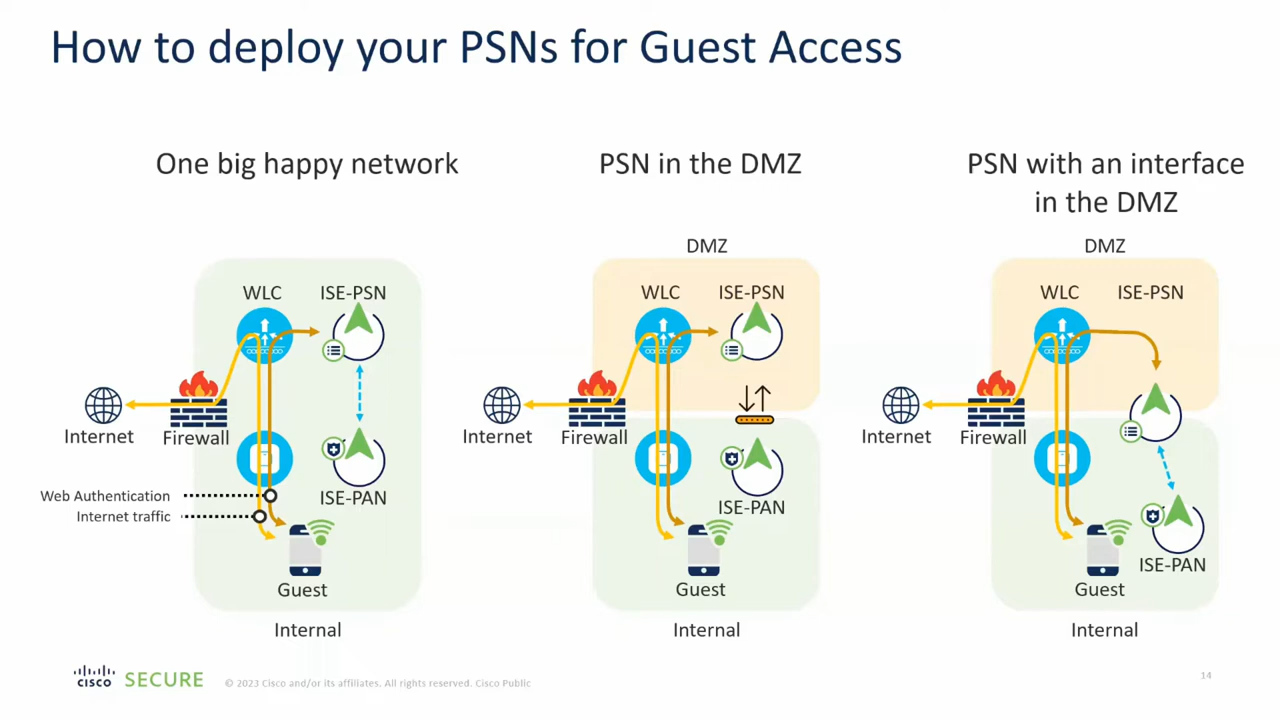 How to deploy your PSNs for Guest Access
One big happy network
WLC
ISE-PSN
Internet
Firewall
ISE-PAN
Web Authentication
Internet traffic
Guest
Internal
PSN in the DMZ
DMZ
WLC
ISE-PSN
Internet
Firewall
ISE-PAN
Guest
Internal
PSN with an interface
in the DMZ
DMZ
WLC
ISE-PSN
Internet
Firewall
ISE-PAN
Guest
Internal
CISCO SECURE
© 2023 Cisco and/or its affiliates. All rights reserved. Cisco Public
14